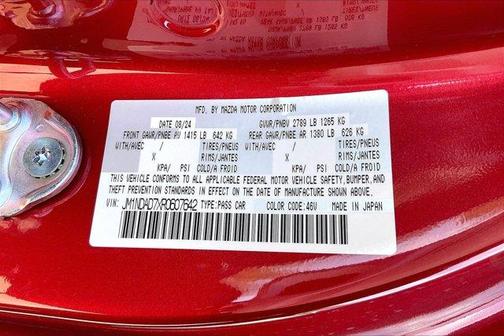 MFD. BY MAZDA MOTOR CORPORATION
DATE 08/24 GVWR/PNBV 2789 LB 1265 KG
FRONT GAWR/PNBE AV 1415 LB 642 KG REAR GAWR/PNBE AR 1380 LB 626 KG
WITH/AVEC TIRES/PNEUS WITH/AVEC TIRES/PNEUS
X RIMS/JANTES X RIMS/JANTES
KPA/ PSI COLD/A FROID KPA/ PSI COLD/A FROID
THIS VEHICLE CONFORMS TO ALL APPLICABLE FEDERAL MOTOR VEHICLE SAFETY, BUMPER, AND
THEFT PREVENTION STANDARDS IN EFFECT ON THE DATE OF MANUFACTURE SHOWN ABOVE.
VIN: JM1NDAD7XR0607642 TYPE:PASS CAR
COLOR:46V MADE IN JAPAN